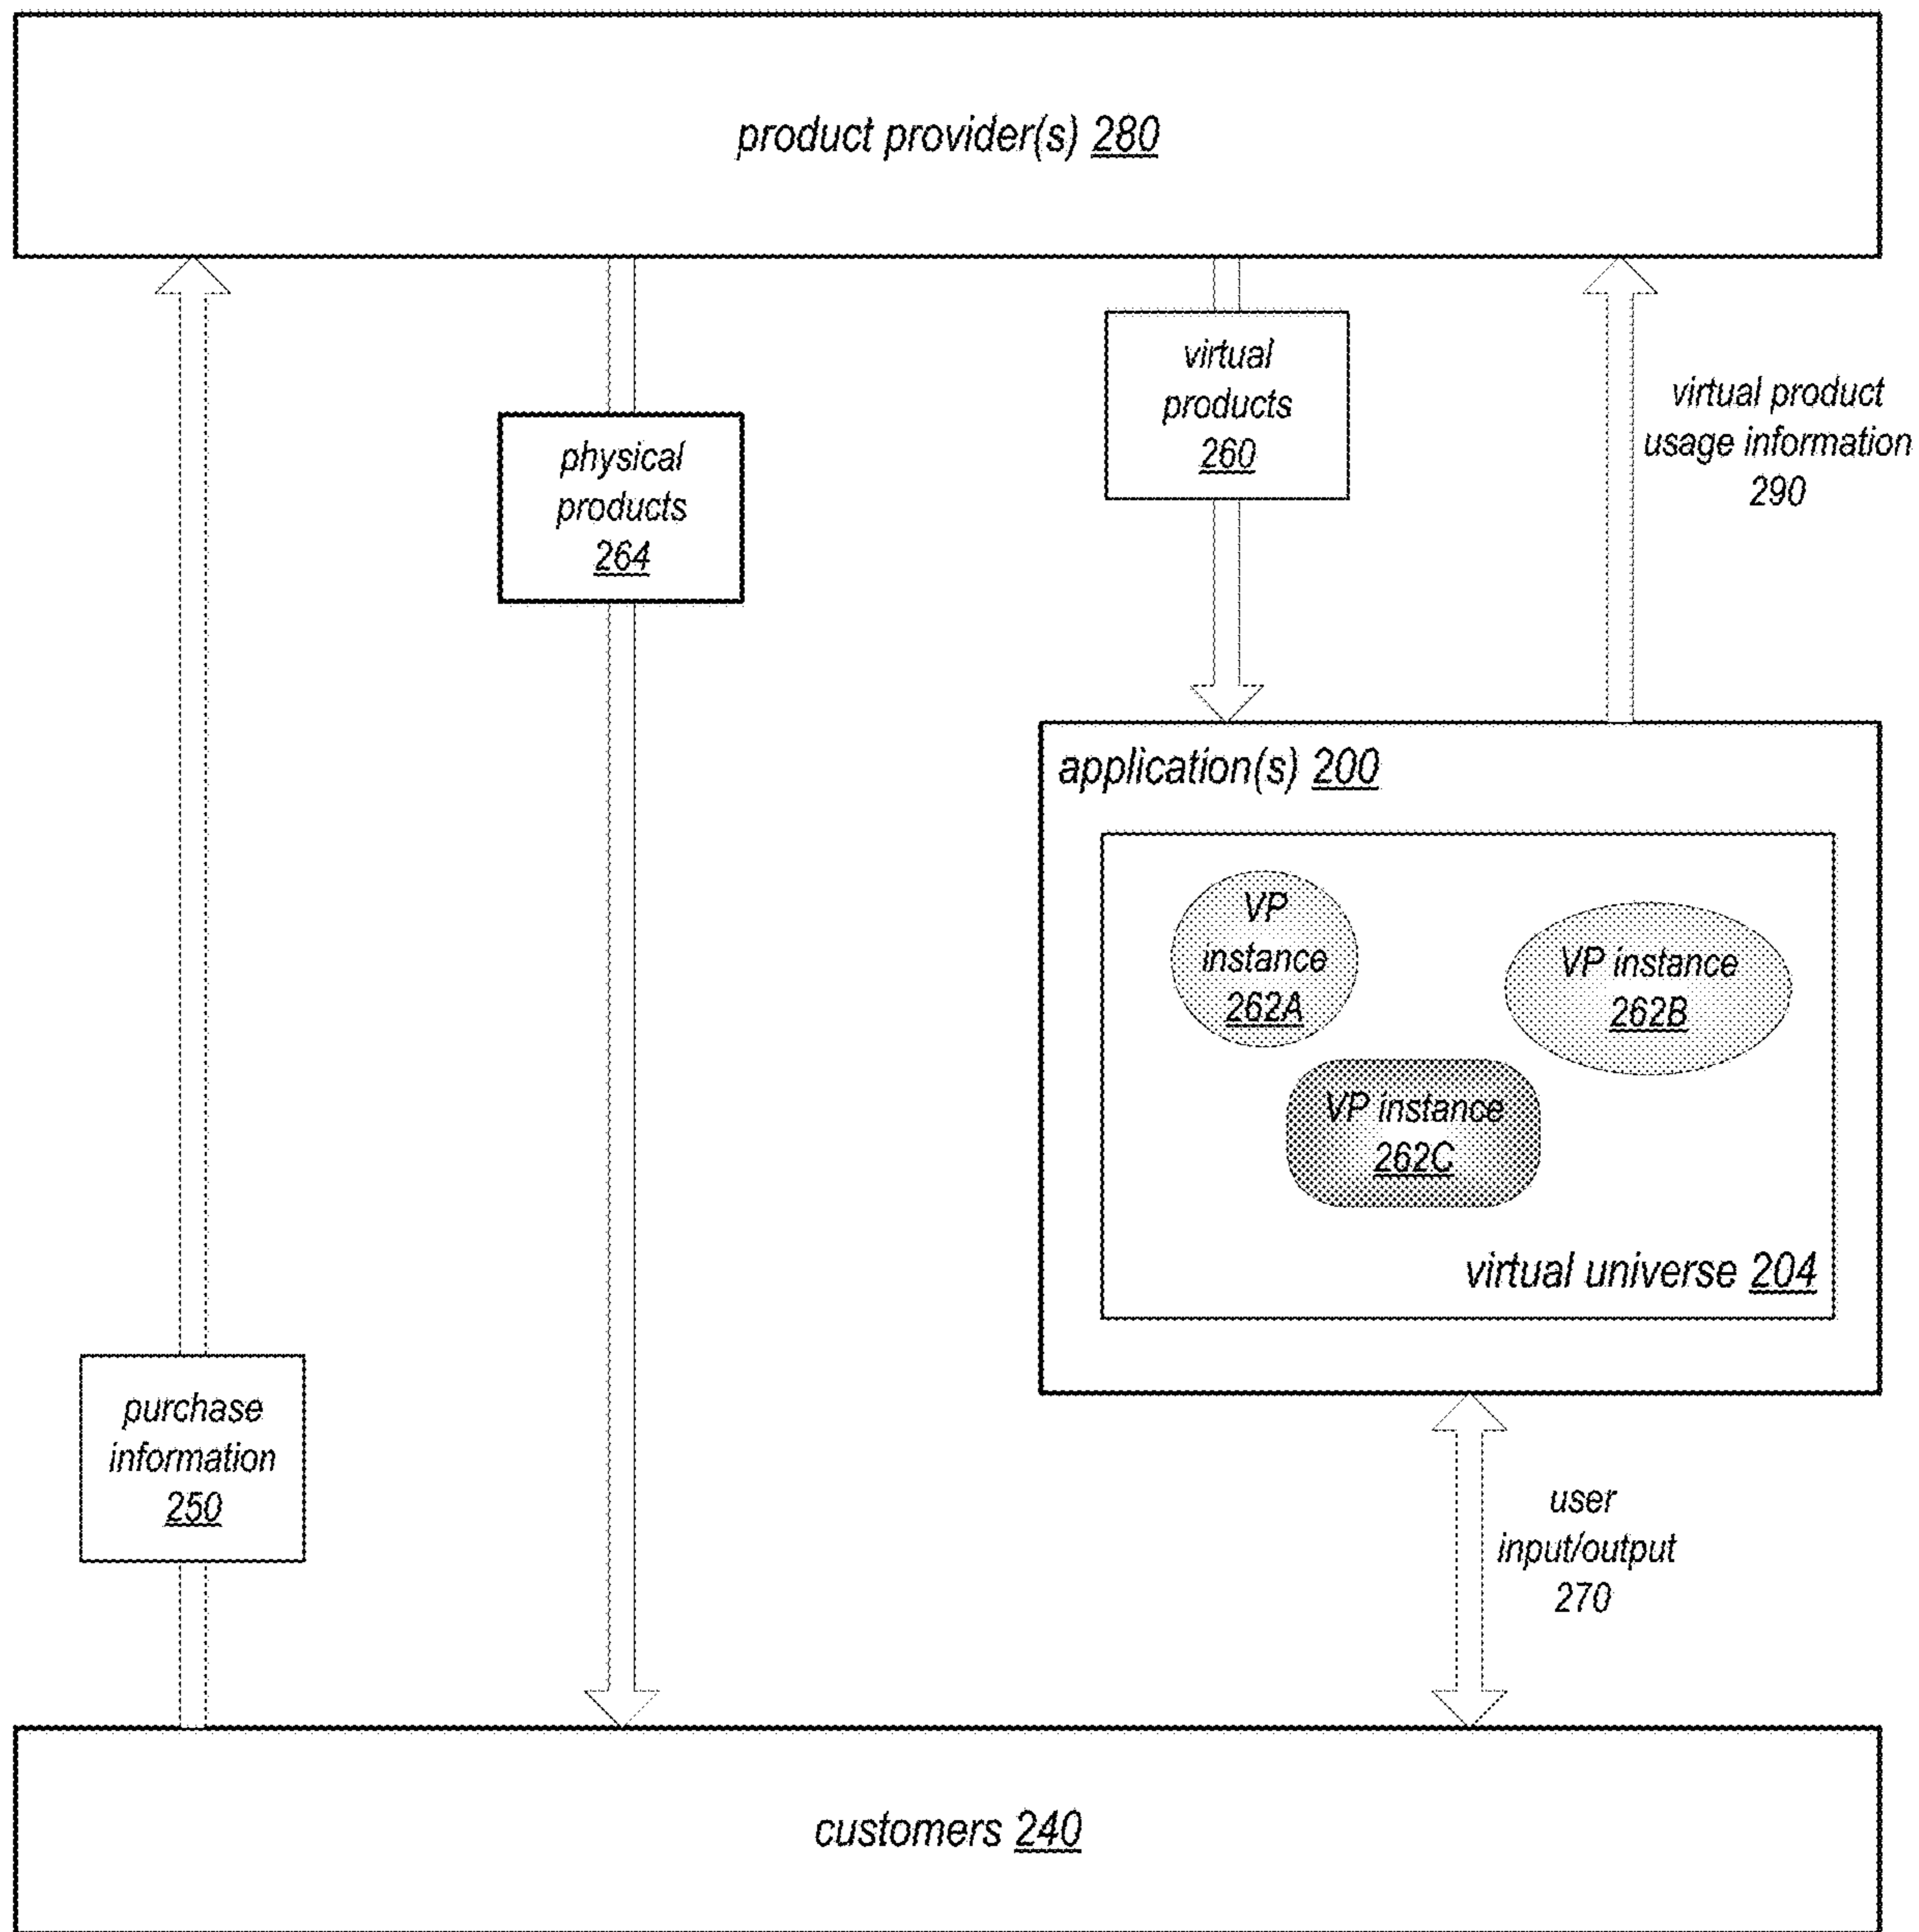 product provider(s) 280
virtual
products
260
virtual product
usage information
290
physical
products
264
application(s) 200
VP
instance
262A
VP instance
262B
VP instance
262C
virtual universe 204
purchase
information
250
user
input/output
270
customers 240